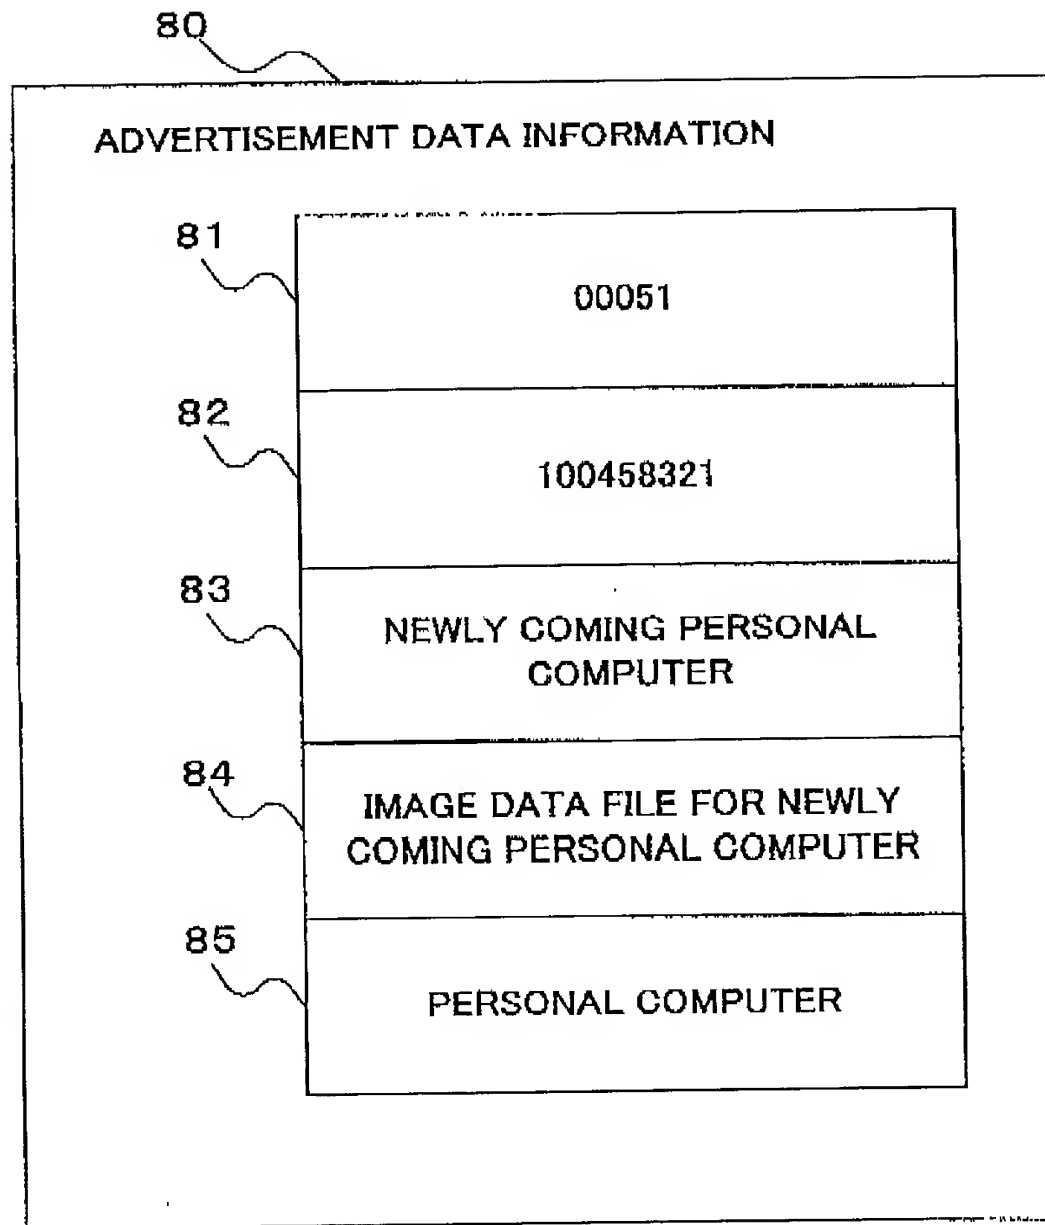 80
ADVERTISEMENT DATA INFORMATION
81
00051
82
100458321
83
NEWLY COMING PERSONAL
COMPUTER
84
IMAGE DATA FILE FOR NEWLY
COMING PERSONAL COMPUTER
85
PERSONAL COMPUTER